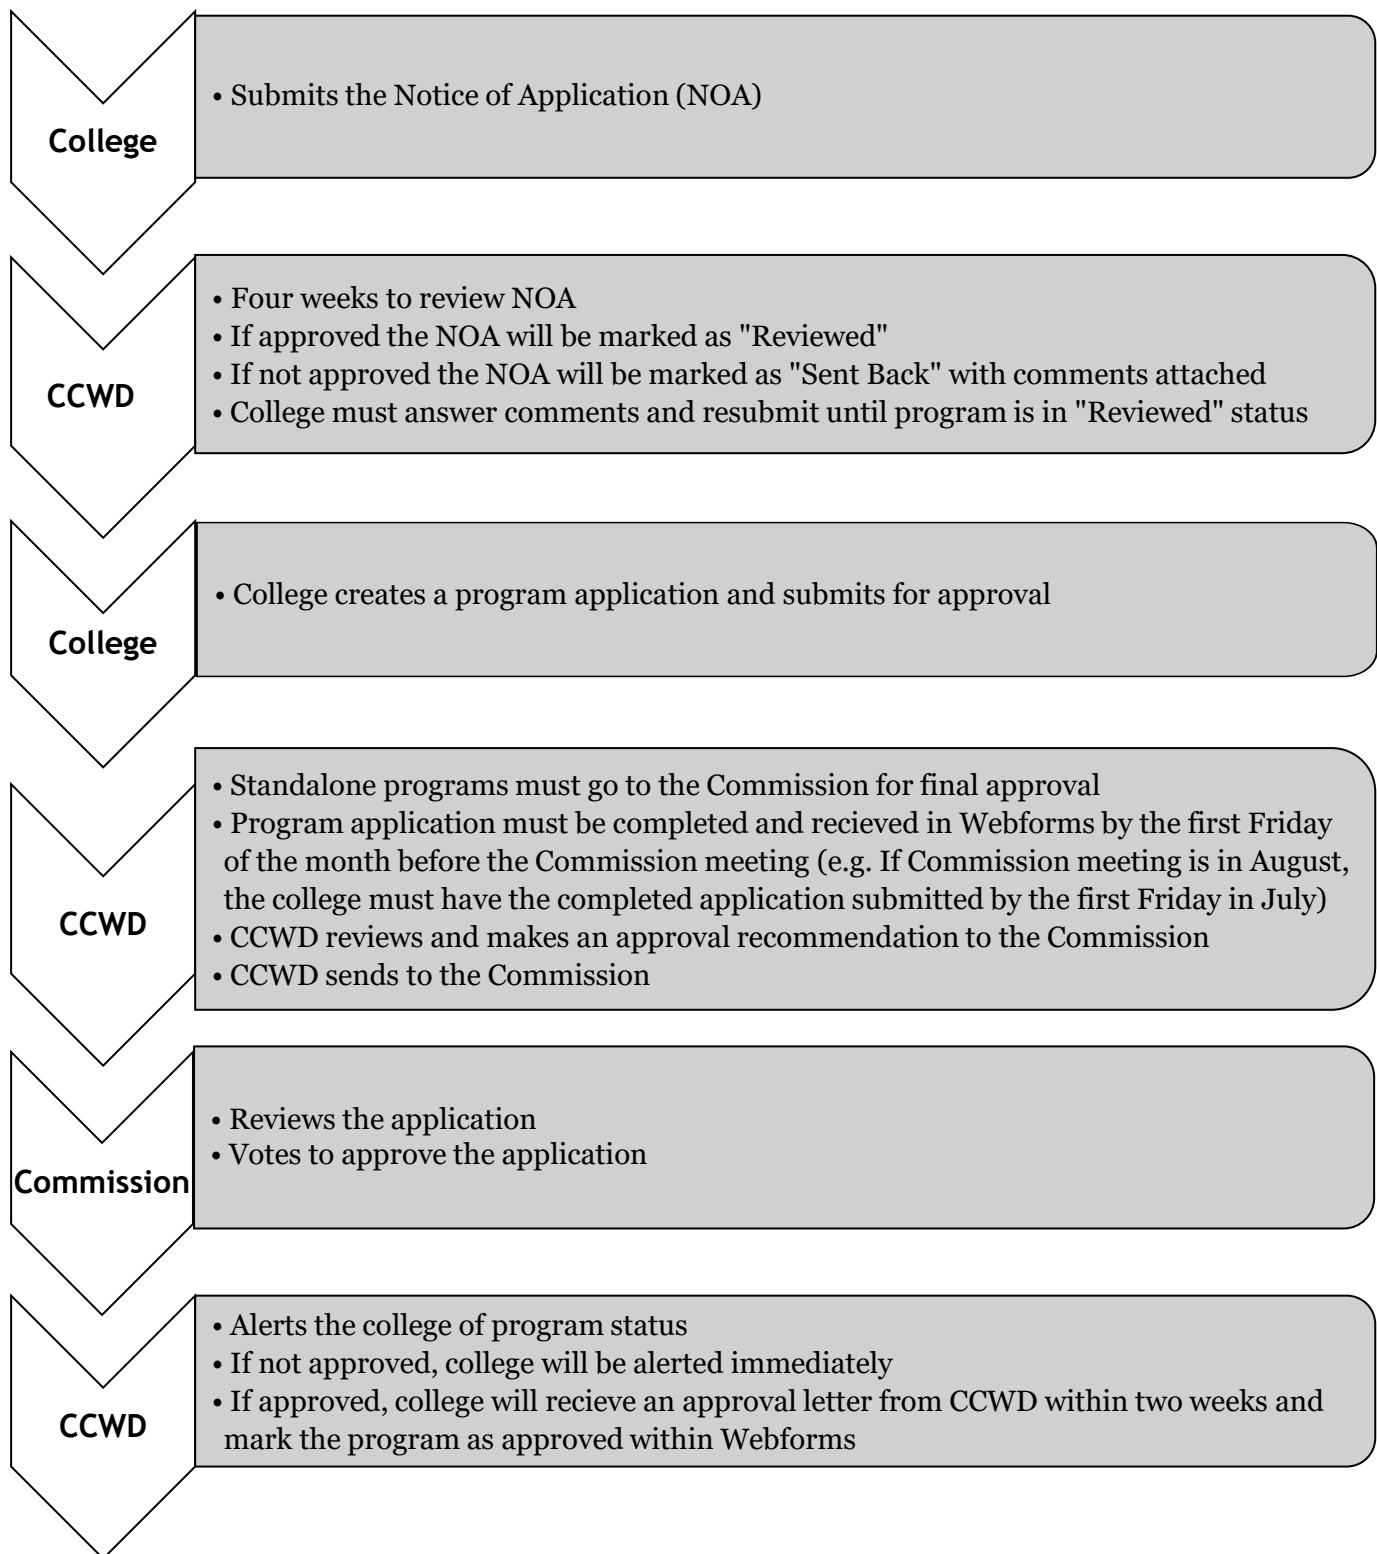 • Submits the Notice of Application (NOA)
College
• Four weeks to review NOA
• If approved the NOA will be marked as "Reviewed"
• If not approved the NOA will be marked as "Sent Back" with comments attached
• College must answer comments and resubmit until program is in "Reviewed" status
CCWD
• College creates a program application and submits for approval
College
• Standalone programs must go to the Commission for final approval
• Program application must be completed and recieved in Webforms by the first Friday
of the month before the Commission meeting (e.g. If Commission meeting is in August,
the college must have the completed application submitted by the first Friday in July)
• CCWD reviews and makes an approval recommendation to the Commission
• CCWD sends to the Commission
CCWD
• Reviews the application
• Votes to approve the application
Commission
• Alerts the college of program status
• If not approved, college will be alerted immediately
• If approved, college will recieve an approval letter from CCWD within two weeks and
mark the program as approved within Webforms
CCWD